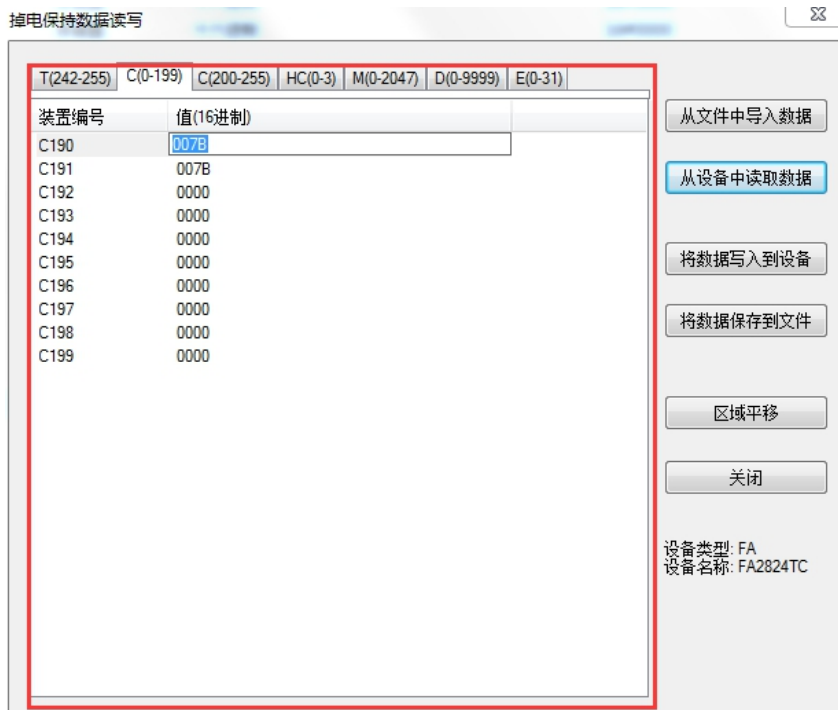 掉电保持数据读写
T(242-255) C(0-199) C(200-255) HC(0-3) M(0-2047) D(0-9999) E(0-31)
装置编号 值(16进制)
C190 007B
C191 007B
C192 0000
C193 0000
C194 0000
C195 0000
C196 0000
C197 0000
C198 0000
C199 0000
从文件中导入数据
从设备中读取数据
将数据写入到设备
将数据保存到文件
区域平移
关闭
设备类型: FA
设备名称: FA2824TC